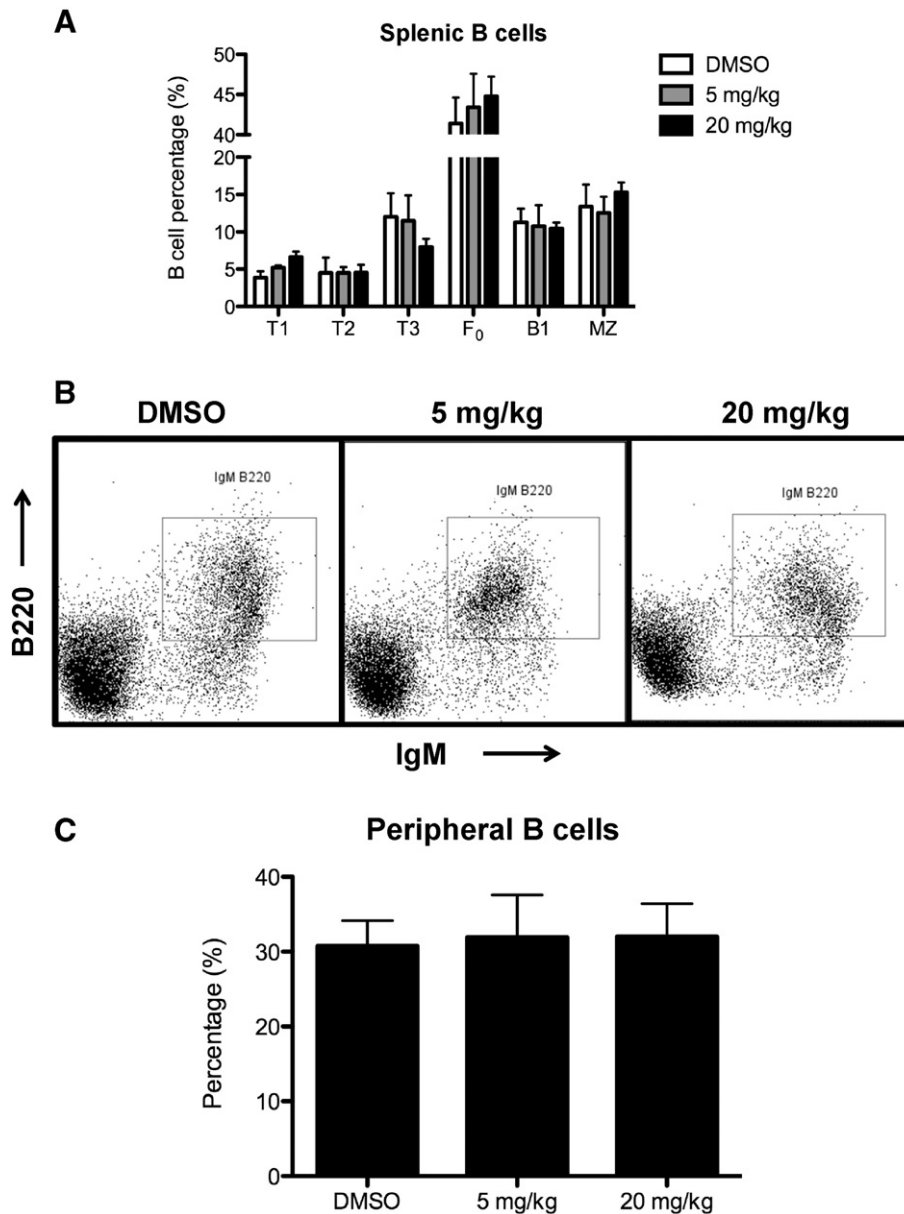 A
Splenic B cells
B cell percentage (%)
50
45
40
20
15
10
5
0
T1 T2 T3 F0 B1 MZ
DMSO
5 mg/kg
20 mg/kg
B
DMSO 5 mg/kg 20 mg/kg
IgM B220 IgM B220 IgM B220
B220
IgM
C
Peripheral B cells
Percentage (%)
40
30
20
10
0
DMSO 5 mg/kg 20 mg/kg